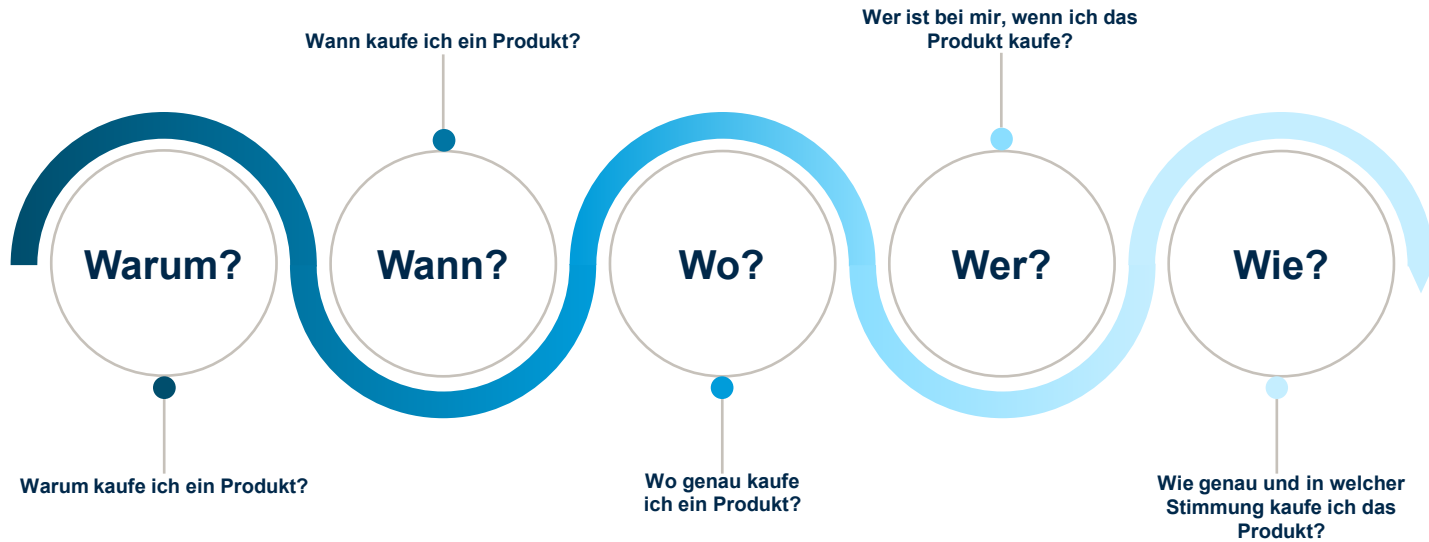 Wann kaufe ich ein Produkt?
Wer ist bei mir, wenn ich das
Produkt kaufe?
Warum?
Wann?
Wo?
Wer?
Wie?
Warum kaufe ich ein Produkt?
Wo genau kaufe
ich ein Produkt?
Wie genau und in welcher
Stimmung kaufe ich das
Produkt?